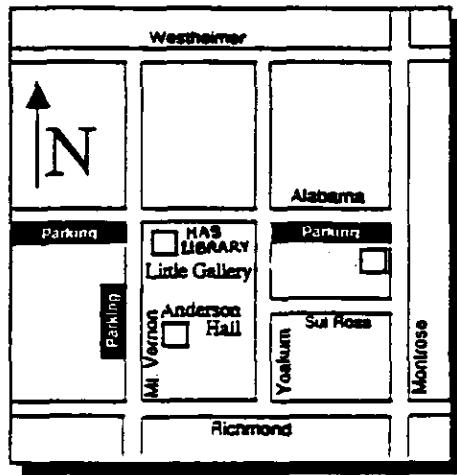 Westheimer
N
Alabama
Parking
HAS
LIBRARY
Little Gallery
Parking
Parking
Mt. Vernon
Anderson
Hall
Yoakum
Sul Ross
Montrose
Richmond